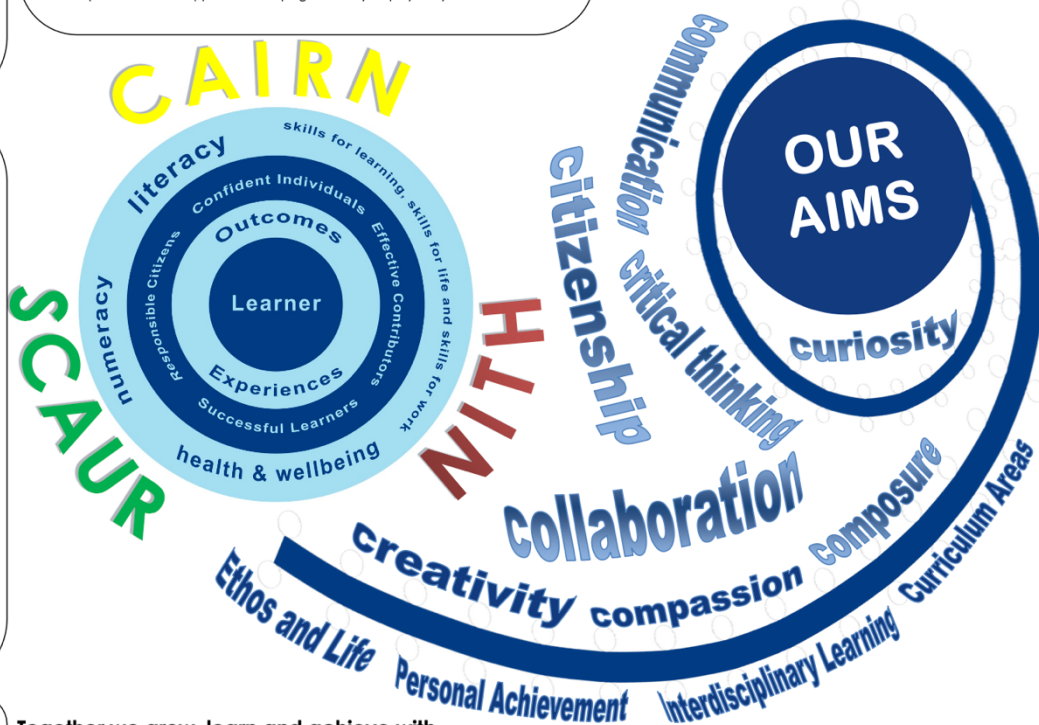 CAIRN
SCAUR
NITH
literacy
numeracy
health & wellbeing
skills for learning, skills for life and skills for work
Confident Individuals
Effective Contributors
Successful Learners
Responsible Citizens
Outcomes
Experiences
Learner
OUR
AIMS
curiosity
communication
citizenship
critical thinking
collaboration
creativity
compassion
composure
Ethos and Life
Personal Achievement
Interdisciplinary Learning
Curriculum Areas
Together we grow, learn and achieve with